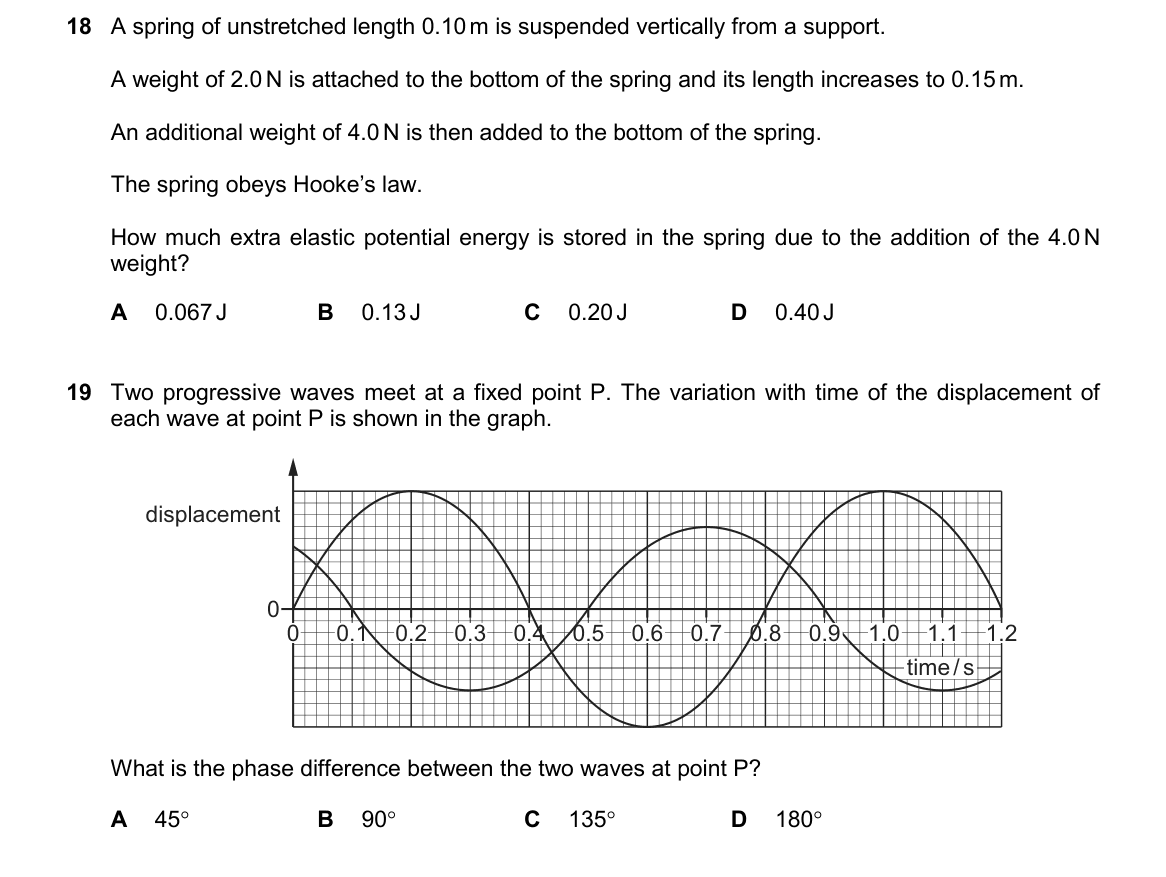 18 A spring of unstretched length 0.10 m is suspended vertically from a support.
A weight of 2.0 N is attached to the bottom of the spring and its length increases to 0.15 m.
An additional weight of 4.0 N is then added to the bottom of the spring.
The spring obeys Hooke’s law.
How much extra elastic potential energy is stored in the spring due to the addition of the 4.0 N
weight?
A 0.067 J B 0.13 J C 0.20 J D 0.40 J
19 Two progressive waves meet at a fixed point P. The variation with time of the displacement of
each wave at point P is shown in the graph.
displacement
0
0 0.1 0.2 0.3 0.4 0.5 0.6 0.7 0.8 0.9 1.0 1.1 1.2
time / s
What is the phase difference between the two waves at point P?
A 45° B 90° C 135° D 180°